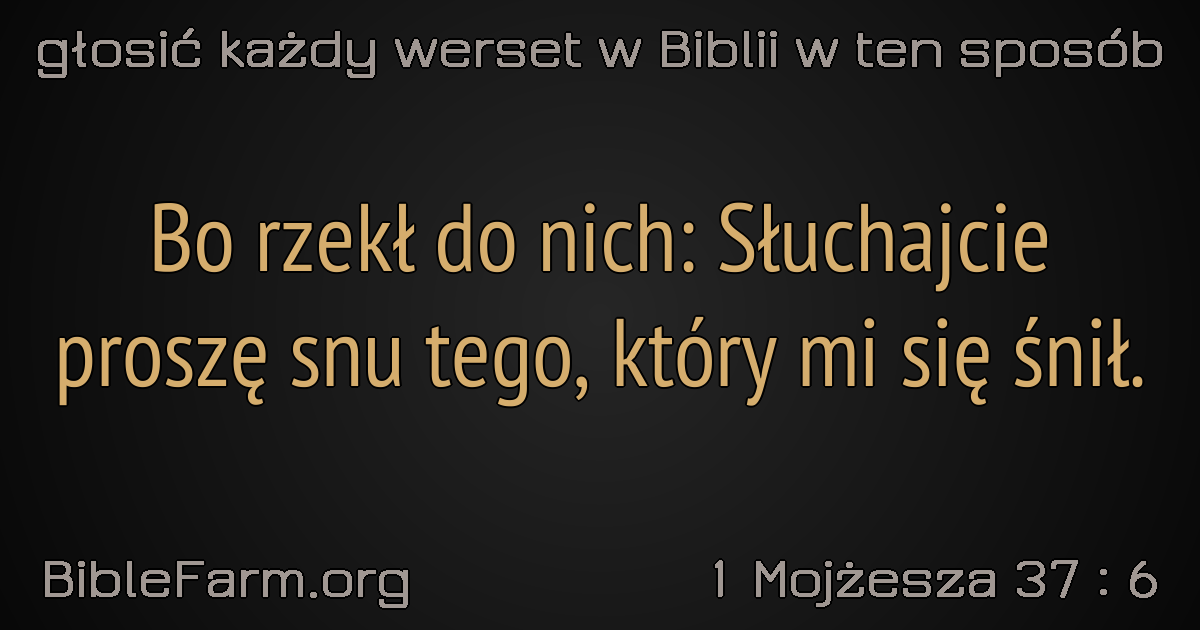 głosić każdy werset w Biblii w ten sposób
Bo rzekł do nich: Słuchajcie
proszę snu tego, który mi się śnił.
BibleFarm.org
1 Mojżesza 37 : 6